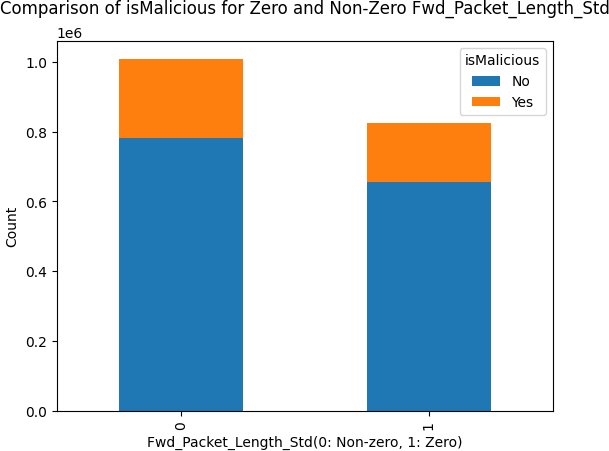 Comparison of isMalicious for Zero and Non-Zero Fwd_Packet_Length_Std
1e6
isMalicious
No
Yes
1.0
0.8
0.6
0.4
0.2
0.0
Count
0
1
Fwd_Packet_Length_Std(0: Non-zero, 1: Zero)